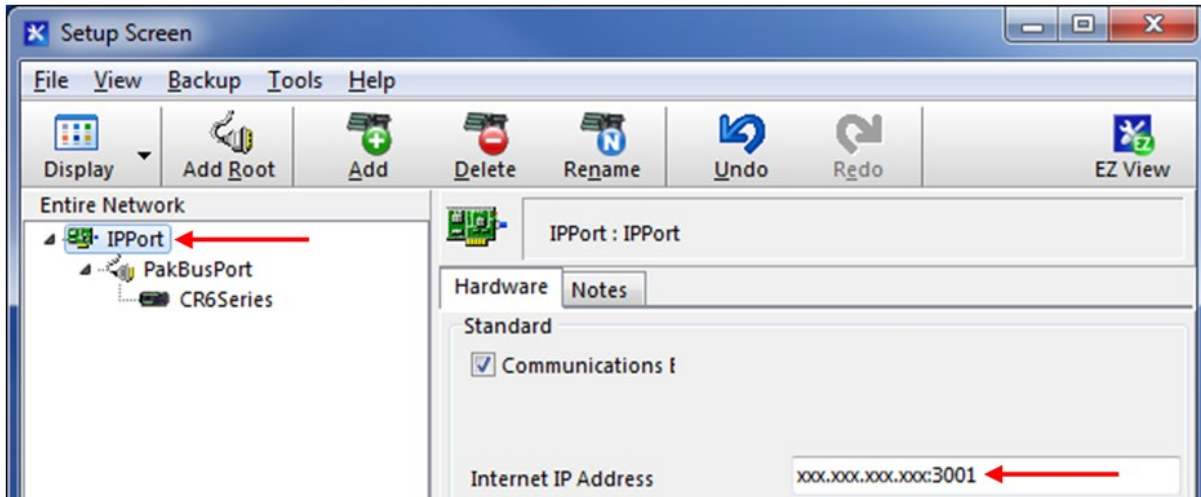 Setup Screen
File View Backup Tools Help
Display
Add Root
Add
Delete
Rename
Undo
Redo
EZ View
Entire Network
IPPort
PakBusPort
CR6Series
IPPort : IPPort
Hardware Notes
Standard
Communications E
Internet IP Address xxx.xxx.xxx.xxx:3001